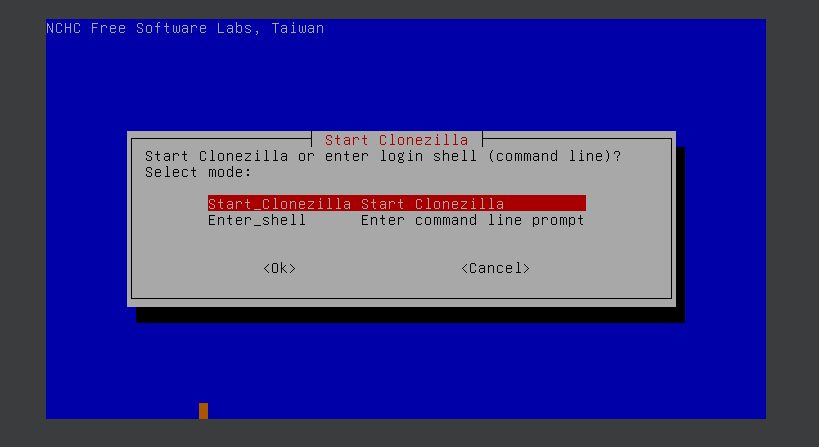 NCHC Free Software Labs, Taiwan
Start Clonezilla
Start Clonezilla or enter login shell (command line)?
Select mode:
Start_Clonezilla Start Clonezilla
Enter_shell Enter command line prompt
<Ok> <Cancel>